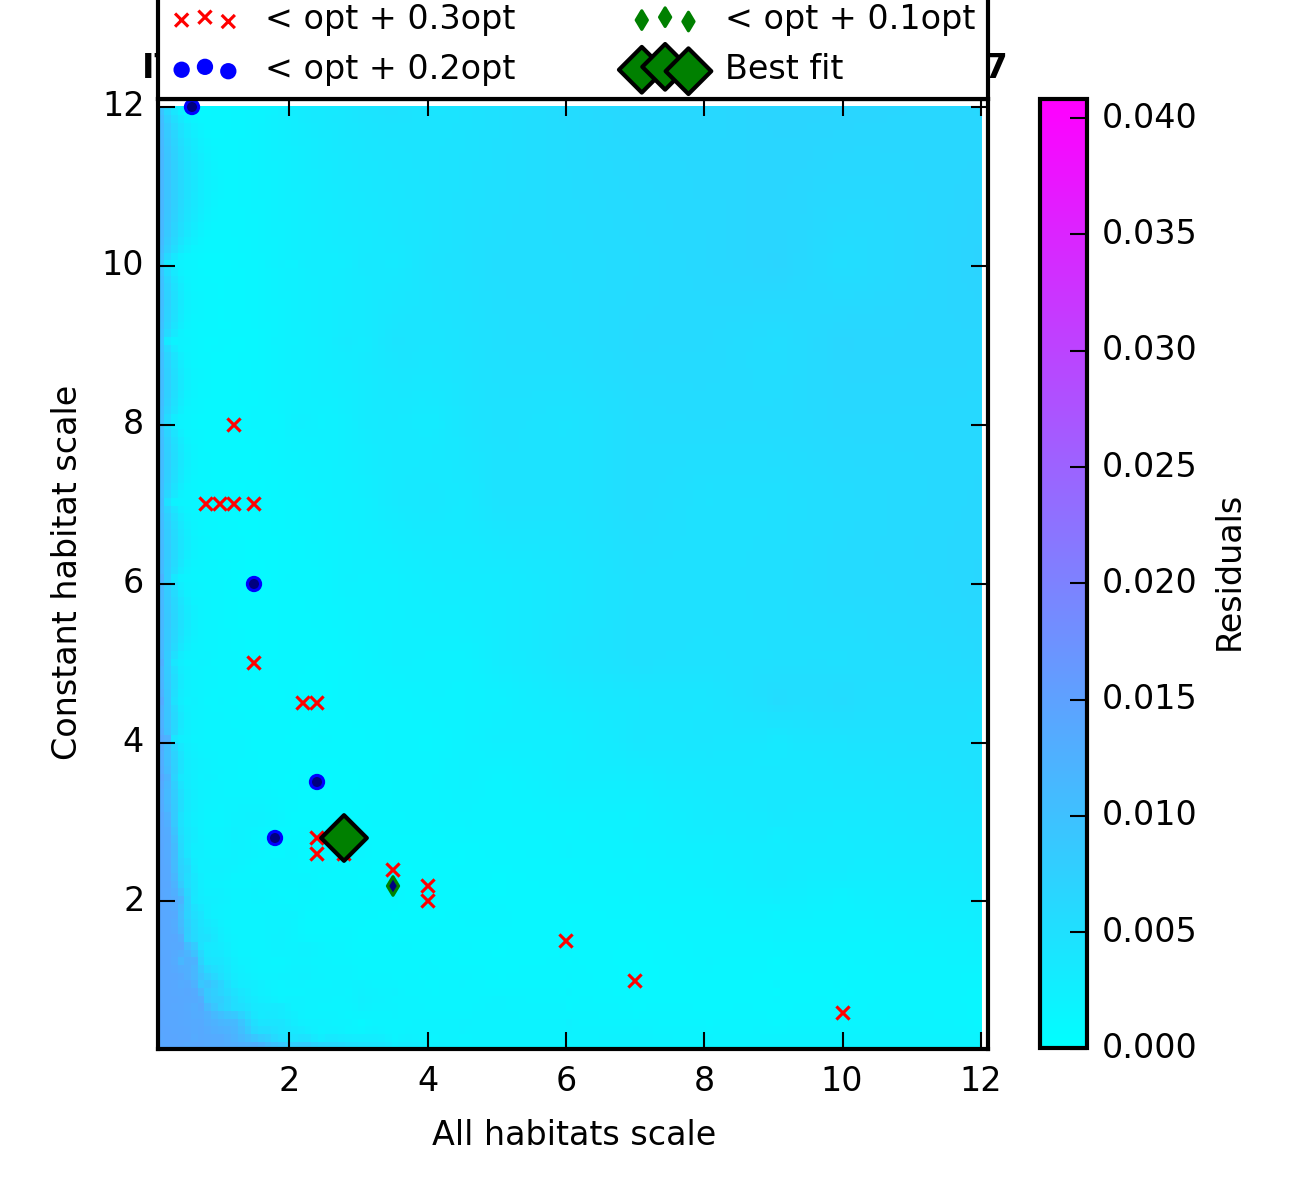 < opt + 0.3opt < opt + 0.1opt
< opt + 0.2opt Best fit
7
12
10
8
6
4
2
Constant habitat scale
2 4 6 8 10 12
All habitats scale
0.040
0.035
0.030
0.025
0.020
0.015
0.010
0.005
0.000
Residuals